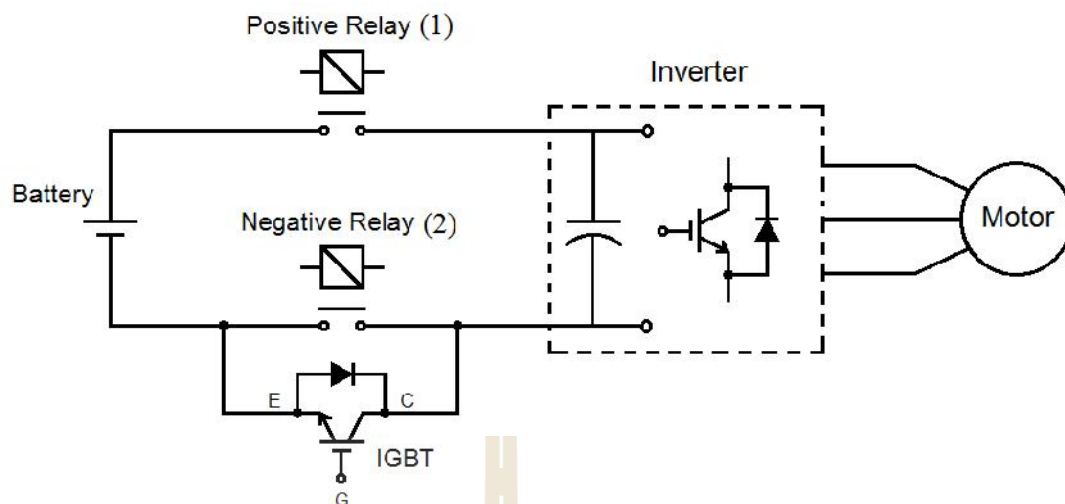 Positive Relay (1)
Inverter
Battery
Negative Relay (2)
Motor
E
C
IGBT
G